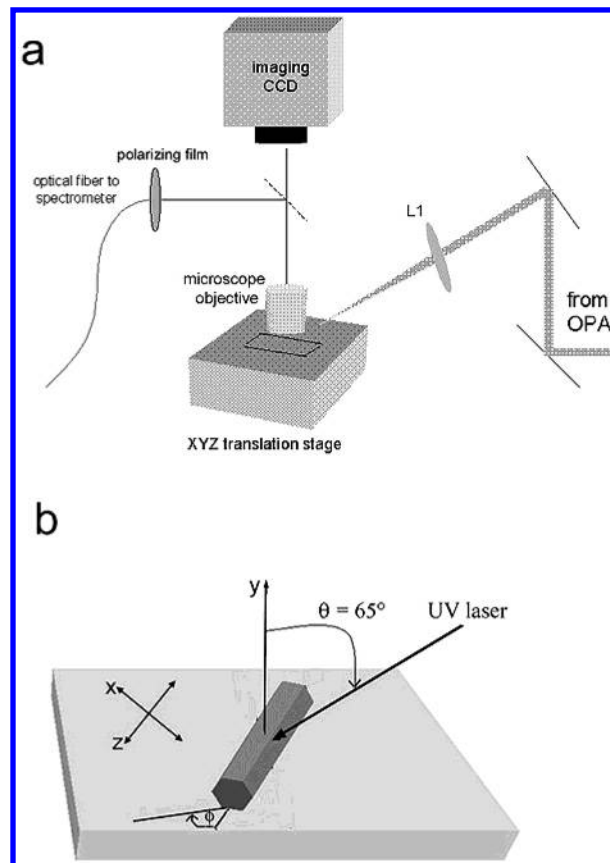 a
imaging
CCD
polarizing film
optical fiber to
spectrometer
L1
microscope
objective
from
OPA
XYZ translation stage
b
y
θ = 65°
UV laser
x
z
ϕ